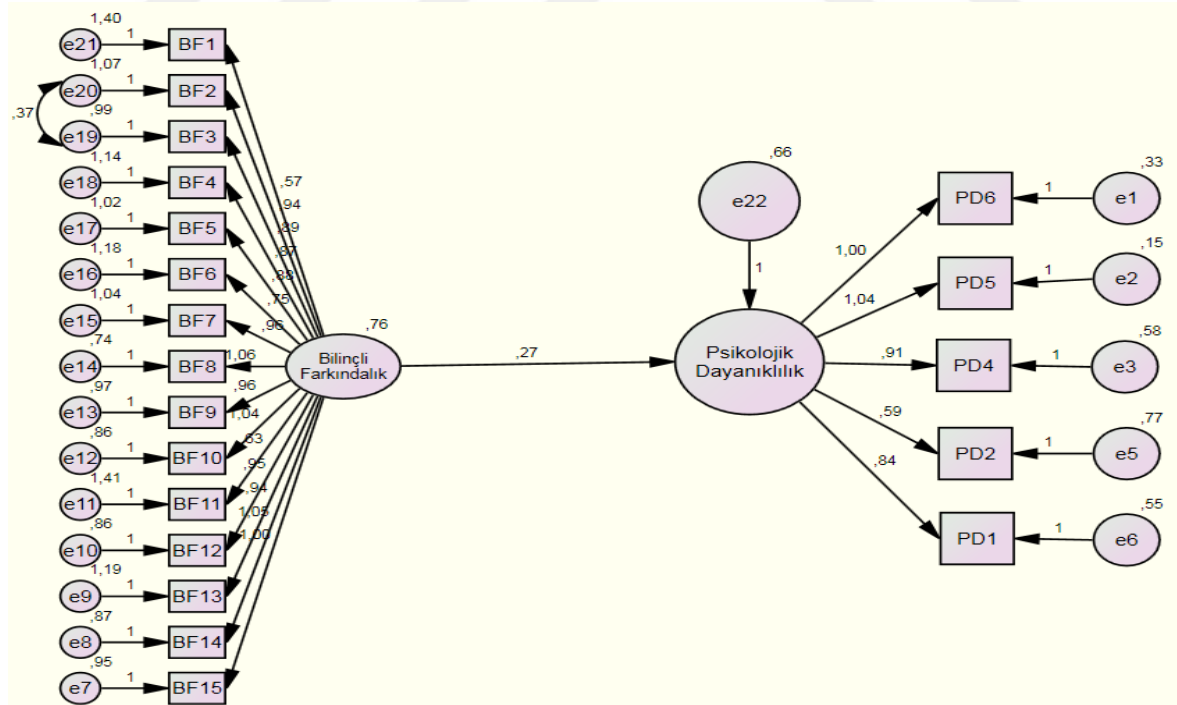 1,40
e21 1 BF1
1,07
e20 1 BF2
,37
,99
e19 1 BF3
1,14
e18 1 BF4
1,02
e17 1 BF5
1,18
e16 1 BF6
1,04
e15 1 BF7
,74
e14 1 BF8
,97
e13 1 BF9
,86
e12 1 BF10
1,41
e11 1 BF11
,86
e10 1 BF12
1,19
e9 1 BF13
,87
e8 1 BF14
,95
e7 1 BF15
,57
,94
,89
,87
,88
,75
,96
1,06
,96
1,04
,63
,95
,94
1,05
1,00
,76
Bilinçli
Farkındalık
,27
,66
e22
1
Psikolojik
Dayanıklılık
1,00
1,04
,91
,59
,84
,33
PD6 1 e1
,15
PD5 1 e2
,58
PD4 1 e3
,77
PD2 1 e5
,55
PD1 1 e6